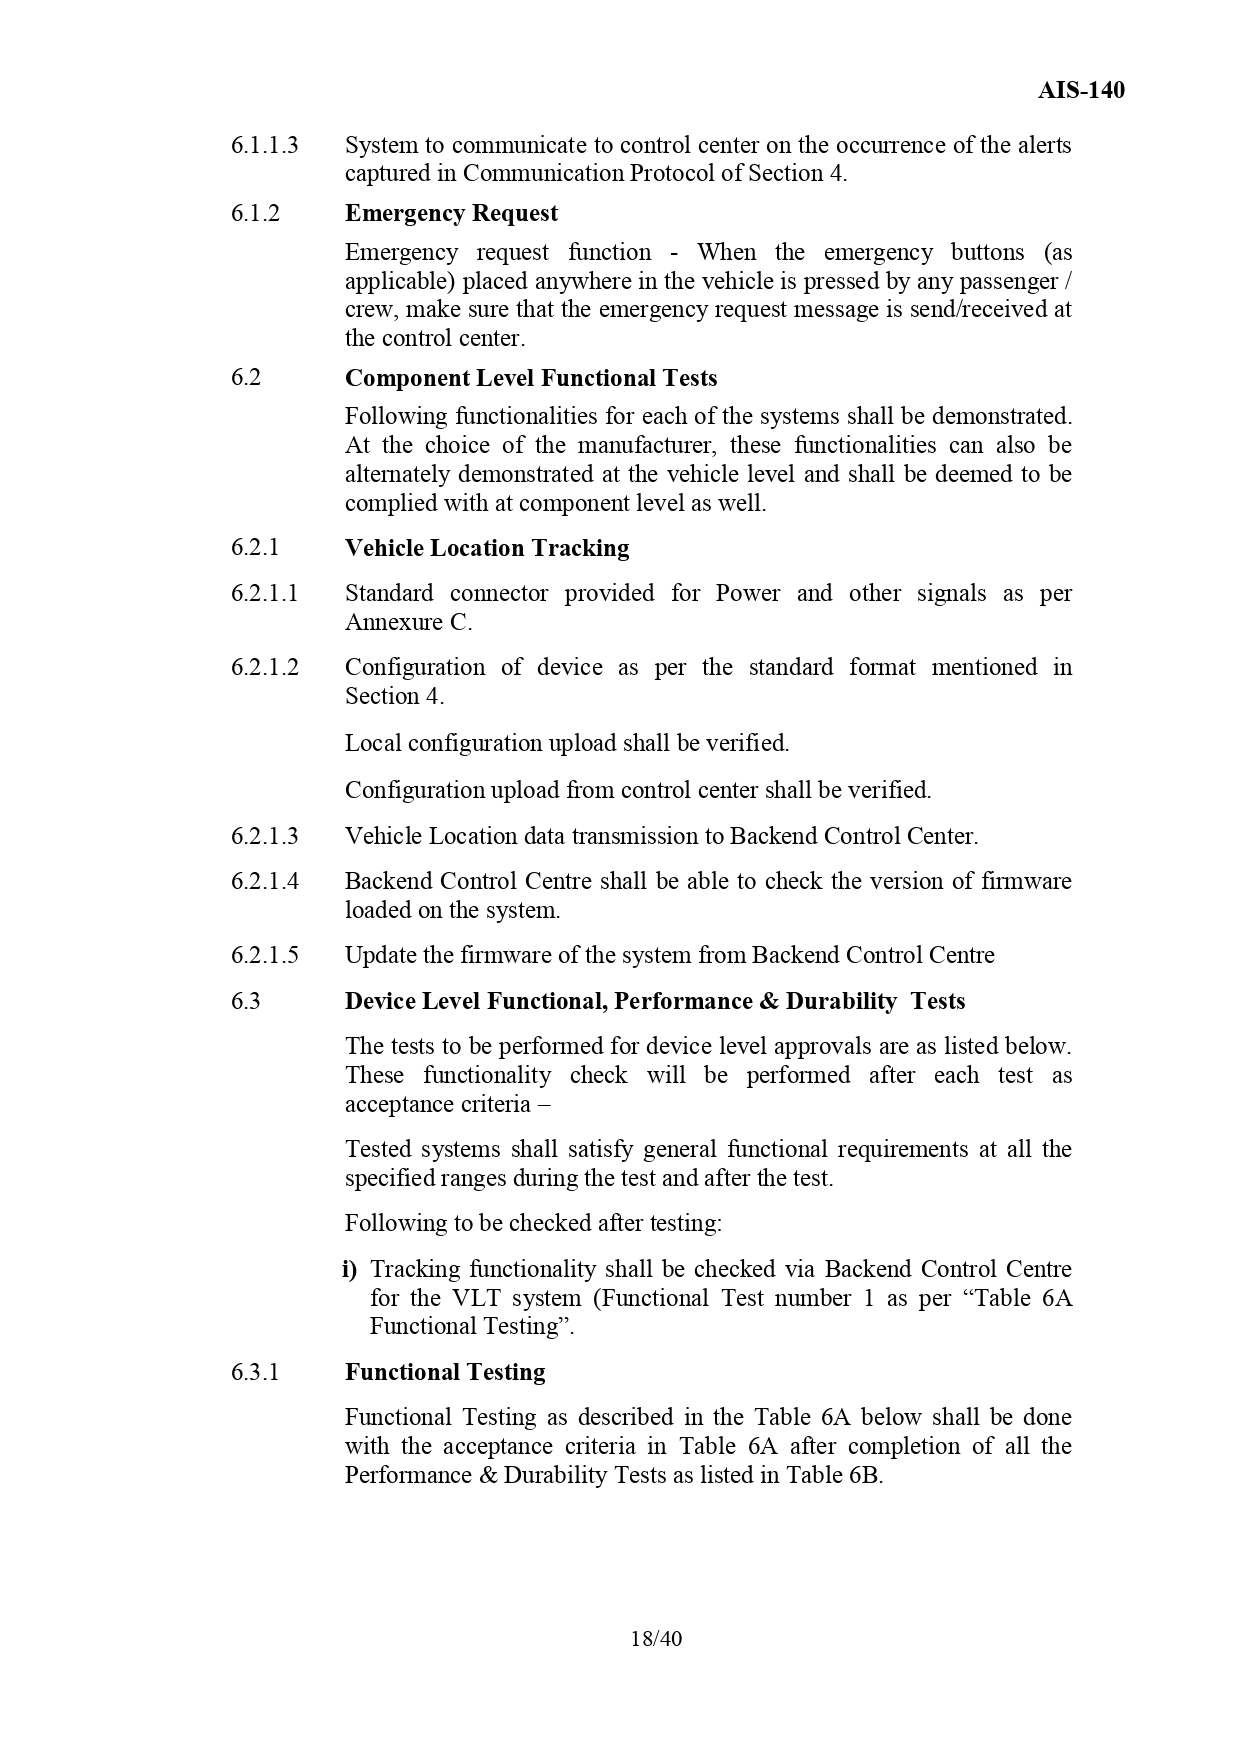 AIS-140
6.1.1.3 System to communicate to control center on the occurrence of the alerts
captured in Communication Protocol of Section 4.
6.1.2 Emergency Request
Emergency request function - When the emergency buttons (as
applicable) placed anywhere in the vehicle is pressed by any passenger /
crew, make sure that the emergency request message is send/received at
the control center.
6.2 Component Level Functional Tests
Following functionalities for each of the systems shall be demonstrated.
At the choice of the manufacturer, these functionalities can also be
alternately demonstrated at the vehicle level and shall be deemed to be
complied with at component level as well.
6.2.1 Vehicle Location Tracking
6.2.1.1 Standard connector provided for Power and other signals as per
Annexure C.
6.2.1.2 Configuration of device as per the standard format mentioned in
Section 4.
Local configuration upload shall be verified.
Configuration upload from control center shall be verified.
6.2.1.3 Vehicle Location data transmission to Backend Control Center.
6.2.1.4 Backend Control Centre shall be able to check the version of firmware
loaded on the system.
6.2.1.5 Update the firmware of the system from Backend Control Centre
6.3 Device Level Functional, Performance & Durability Tests
The tests to be performed for device level approvals are as listed below.
These functionality check will be performed after each test as
acceptance criteria –
Tested systems shall satisfy general functional requirements at all the
specified ranges during the test and after the test.
Following to be checked after testing:
i) Tracking functionality shall be checked via Backend Control Centre
for the VLT system (Functional Test number 1 as per “Table 6A
Functional Testing”.
6.3.1 Functional Testing
Functional Testing as described in the Table 6A below shall be done
with the acceptance criteria in Table 6A after completion of all the
Performance & Durability Tests as listed in Table 6B.
18/40